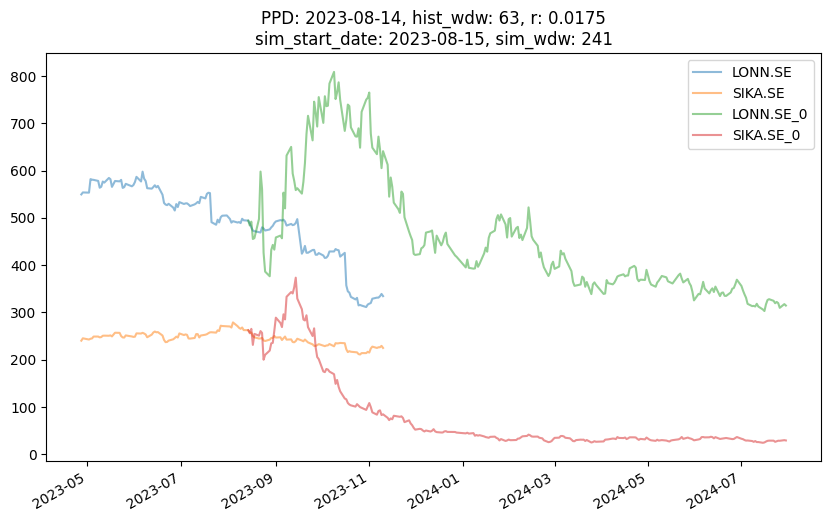 PPD: 2023-08-14, hist_wdw: 63, r: 0.0175
sim_start_date: 2023-08-15, sim_wdw: 241
800
700
600
500
400
300
200
100
0
LONN.SE
SIKA.SE
LONN.SE_0
SIKA.SE_0
2023-05
2023-07
2023-09
2023-11
2024-01
2024-03
2024-05
2024-07